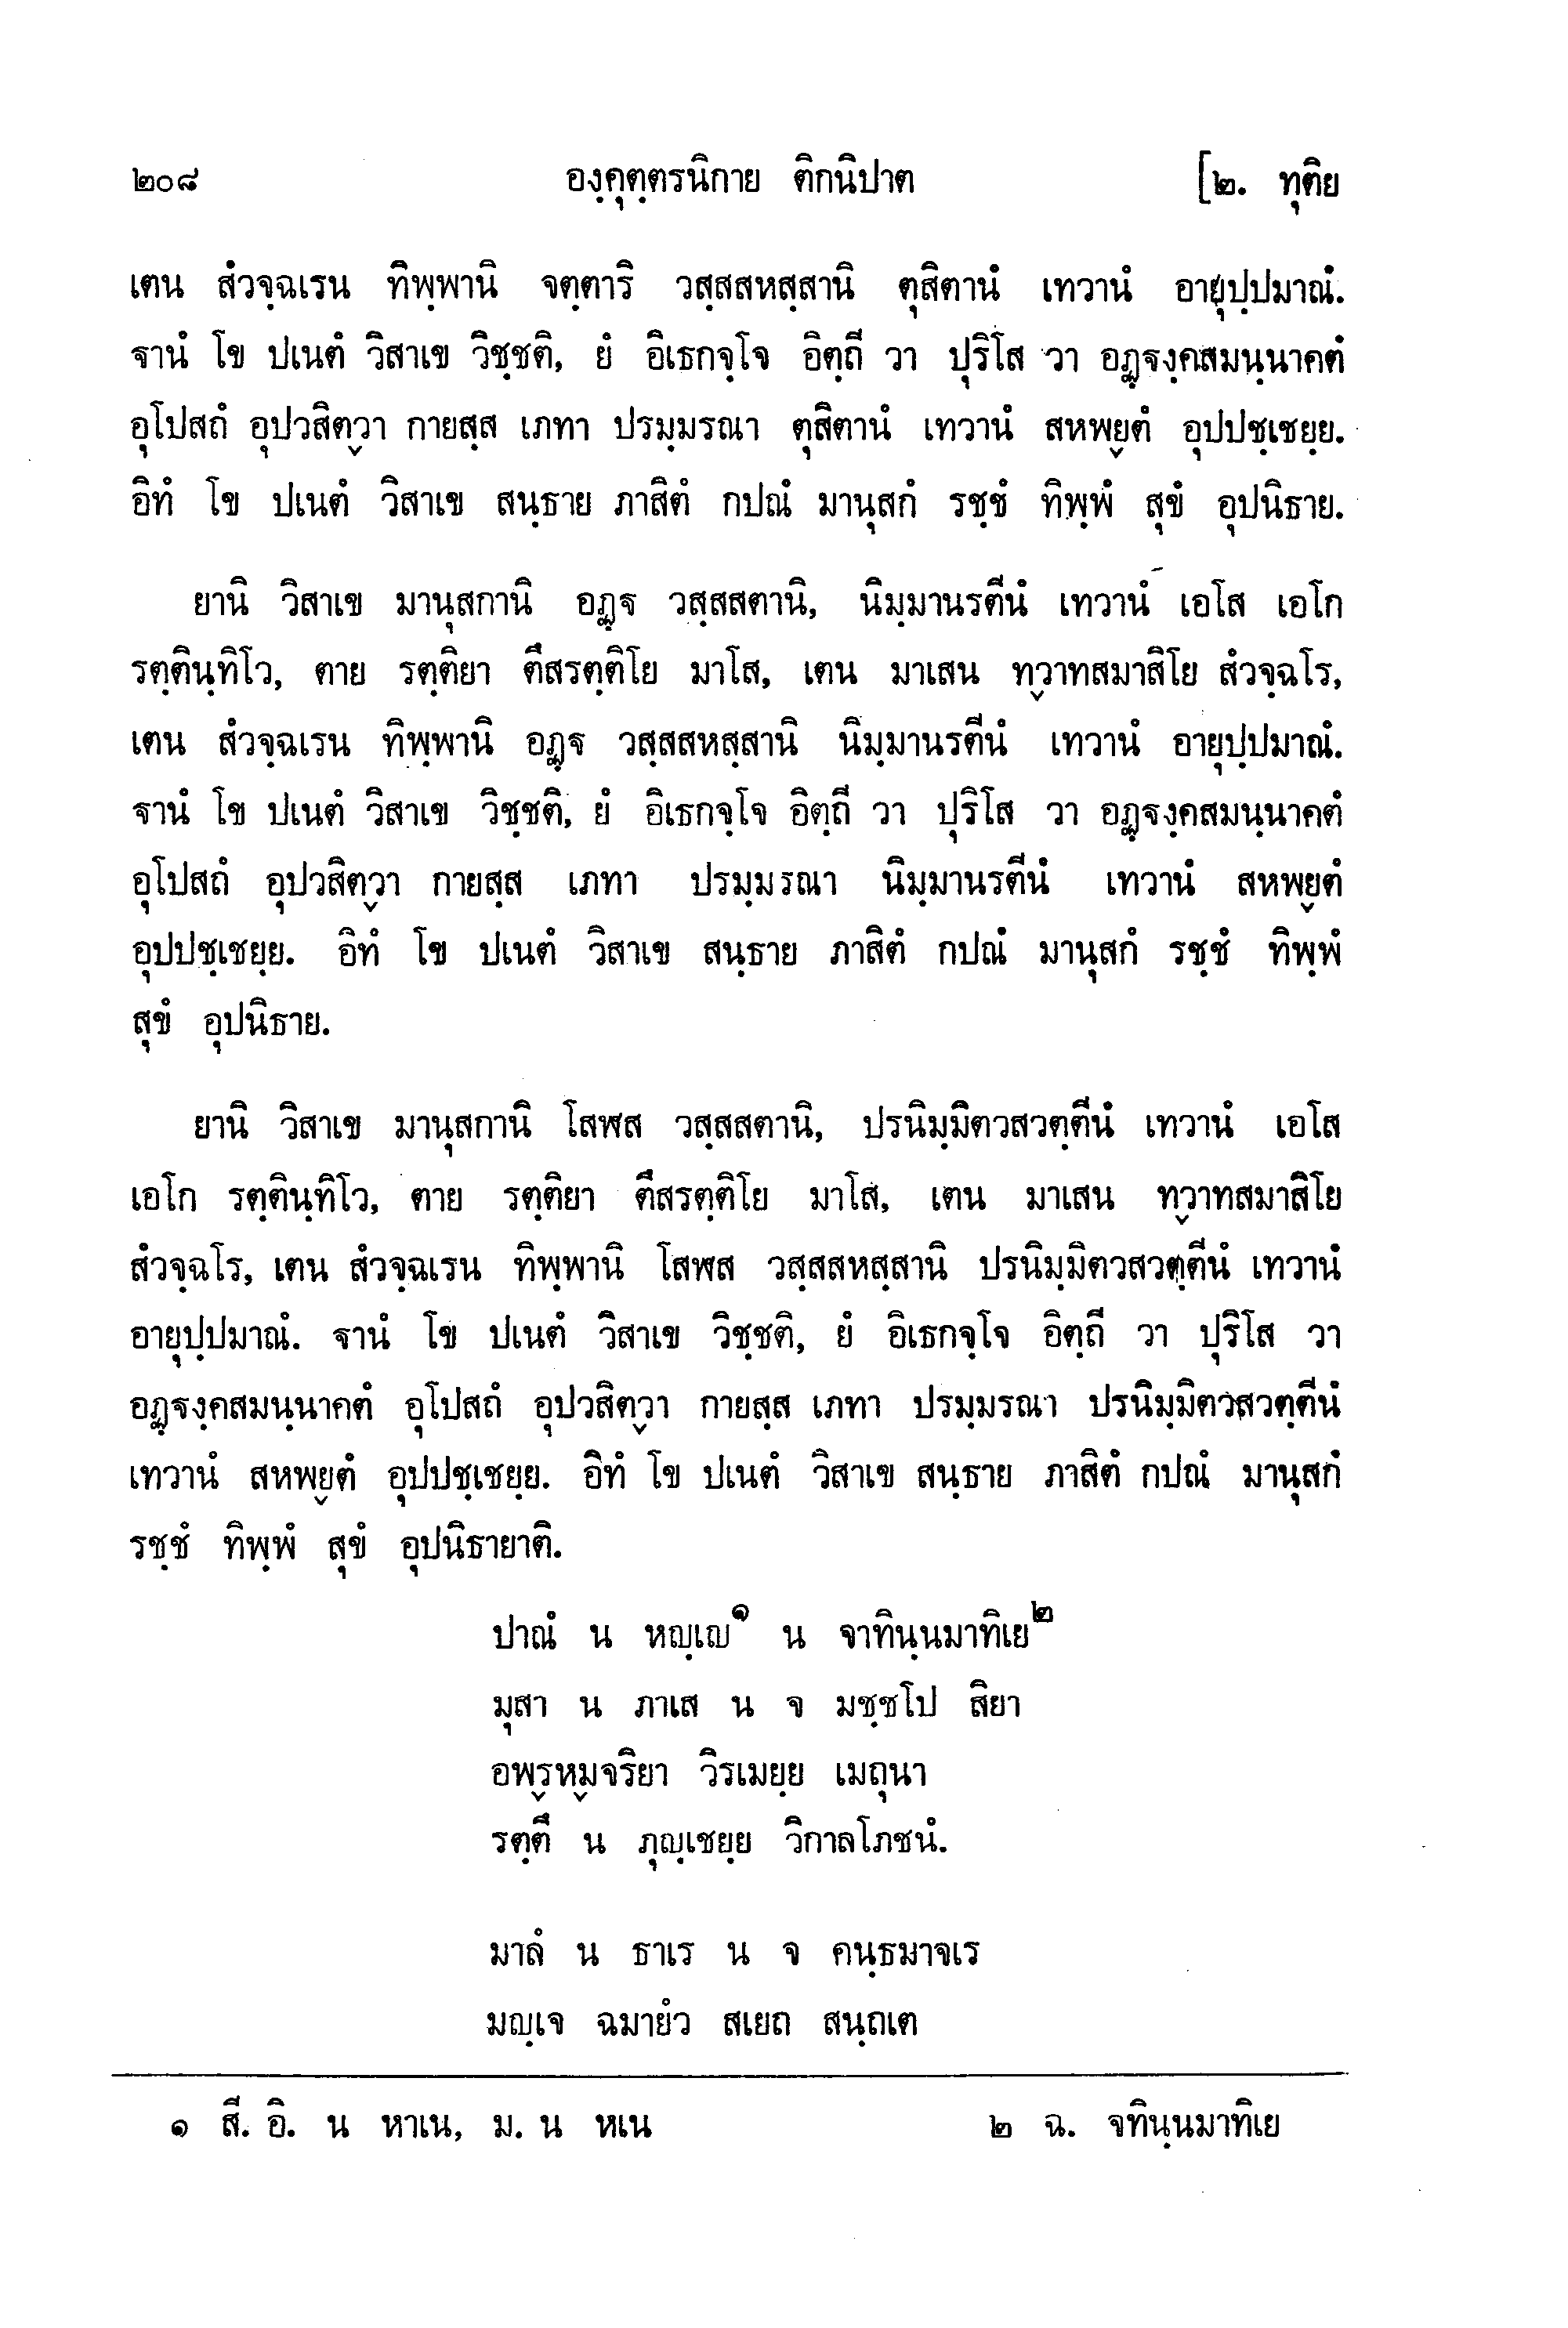 ๒๐๘ องฺคุตฺตรนิกาย ติกนิปาต [๒. ทุติย
เตน สํวจฺฉเรน ทิพฺพานิ จตฺตาริ วสฺสสหสฺสานิ ตุสิตานํ เทวานํ อายุปฺปมาณํ.
ฐานํ โข ปเนตํ วิสาเข วิชฺชติ, ยํ อิเธกจฺโจ อิตฺถี วา ปุริโส วา อฏฺฐงฺคสมนฺนาคตํ
อุโปสถํ อุปวสิตฺวา กายสฺส เภทา ปรมฺมรณา ตุสิตานํ เทวานํ สหพฺยตํ อุปปชฺเชยฺย.
อิทํ โข ปเนตํ วิสาเข สนฺธาย ภาสิตํ กปณํ มานุสกํ รชฺชํ ทิพฺพํ สุขํ อุปนิธาย.
ยานิ วิสาเข มานุสกานิ อฏฺฐ วสฺสสตานิ, นิมฺมานรตีนํ เทวานํ เอโส เอโก
รตฺตินฺทิโว, ตาย รตฺติยา ตึสรตฺติโย มาโส, เตน มาเสน ทฺวาทสมาสิโย สํวจฺฉโร,
เตน สํวจฺฉเรน ทิพฺพานิ อฏฺฐ วสฺสสหสฺสานิ นิมฺมานรตีนํ เทวานํ อายุปฺปมาณํ.
ฐานํ โข ปเนตํ วิสาเข วิชฺชติ, ยํ อิเธกจฺโจ อิตฺถี วา ปุริโส วา อฏฺฐงฺคสมนฺนาคตํ
อุโปสถํ อุปวสิตฺวา กายสฺส เภทา ปรมฺมรณา นิมฺมานรตีนํ เทวานํ สหพฺยตํ
อุปปชฺเชยฺย. อิทํ โข ปเนตํ วิสาเข สนฺธาย ภาสิตํ กปณํ มานุสกํ รชฺชํ ทิพฺพํ
สุขํ อุปนิธาย.
ยานิ วิสาเข มานุสกานิ โสฬส วสฺสสตานิ, ปรนิมฺมิตวสวตฺตีนํ เทวานํ เอโส
เอโก รตฺตินฺทิโว, ตาย รตฺติยา ตึสรตฺติโย มาโส, เตน มาเสน ทฺวาทสมาสิโย
สํวจฺฉโร, เตน สํวจฺฉเรน ทิพฺพานิ โสฬส วสฺสสหสฺสานิ ปรนิมฺมิตวสวตฺตีนํ เทวานํ
อายุปฺปมาณํ. ฐานํ โข ปเนตํ วิสาเข วิชฺชติ, ยํ อิเธกจฺโจ อิตฺถี วา ปุริโส วา
อฏฺฐงฺคสมนฺนาคตํ อุโปสถํ อุปวสิตฺวา กายสฺส เภทา ปรมฺมรณา ปรนิมฺมิตวสวตฺตีนํ
เทวานํ สหพฺยตํ อุปปชฺเชยฺย. อิทํ โข ปเนตํ วิสาเข สนฺธาย ภาสิตํ กปณํ มานุสกํ
รชฺชํ ทิพฺพํ สุขํ อุปนิธายาติ.
ปาณํ น หญฺเญ๑ น จาทินฺนมาทิเย๒
มุสา น ภาเส น จ มชฺชโป สิยา
อพฺรหฺมจริยา วิรเมยฺย เมถุนา
รตฺตึ น ภุญฺเชยฺย วิกาลโภชนํ.
มาลํ น ธาเร น จ คนฺธมาจเร
มญฺเจ ฉมายํว สเยถ สนฺถเต
๑ สี. อิ. น หาเน, ม. น หเน ๒ ฉ. จทินฺนมาทิเย